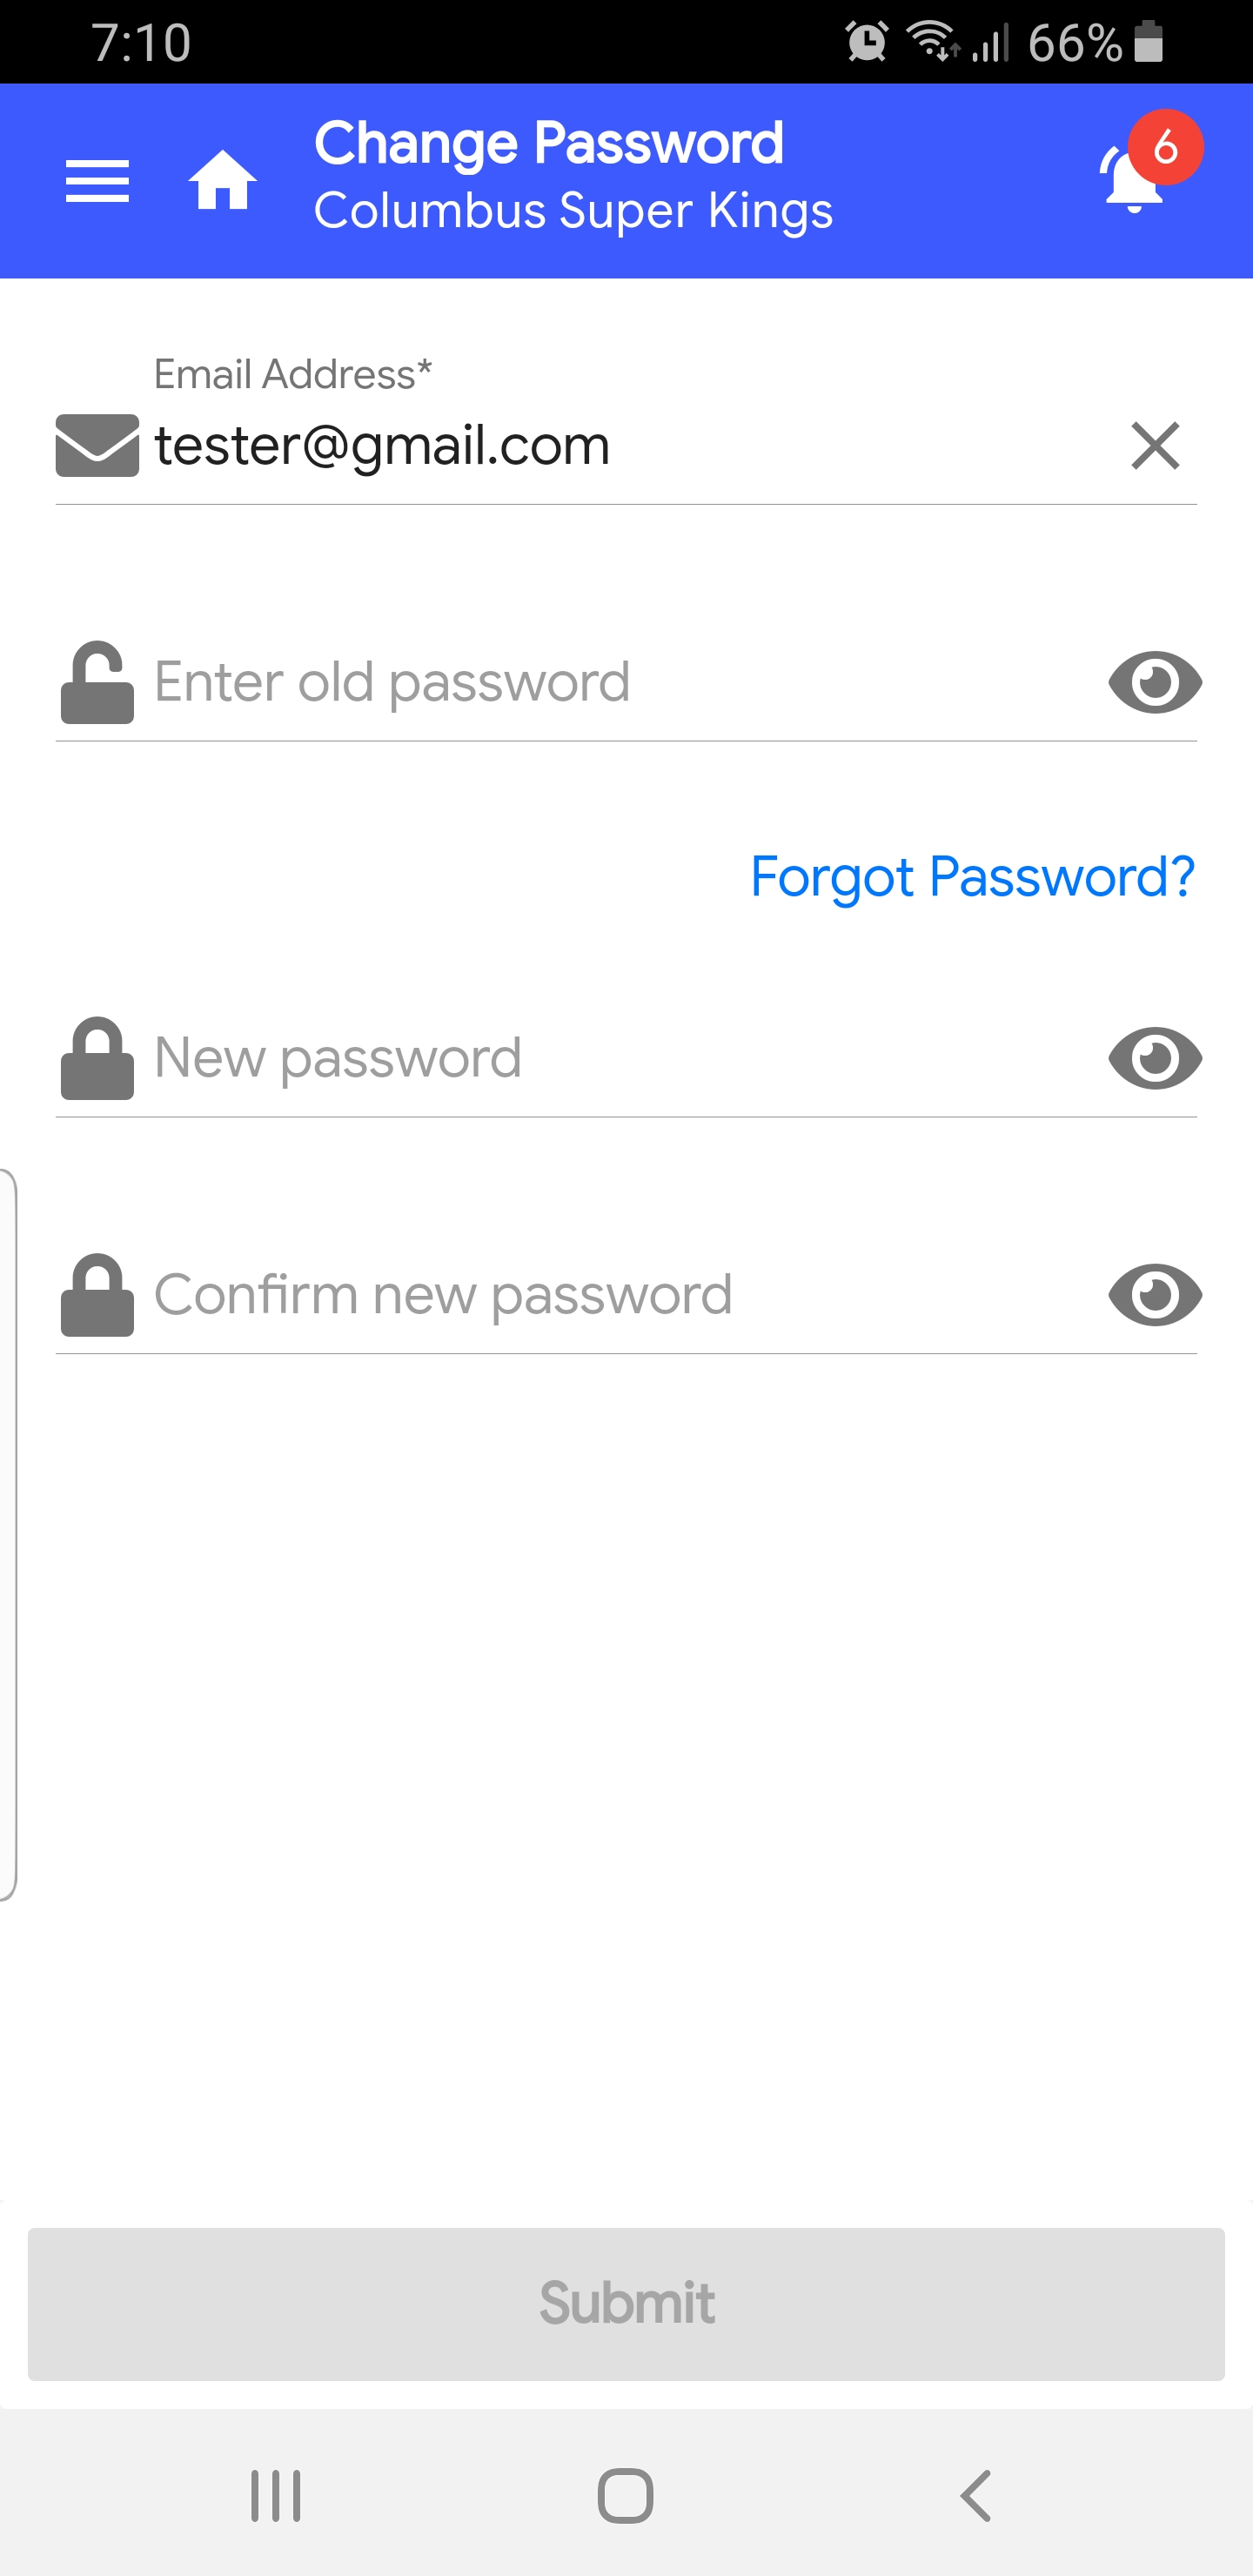 7:10 66%
Change Password
6
Columbus Super Kings
Email Address*
tester@gmail.com
Enter old password
Forgot Password?
New password
Confirm new password
Submit